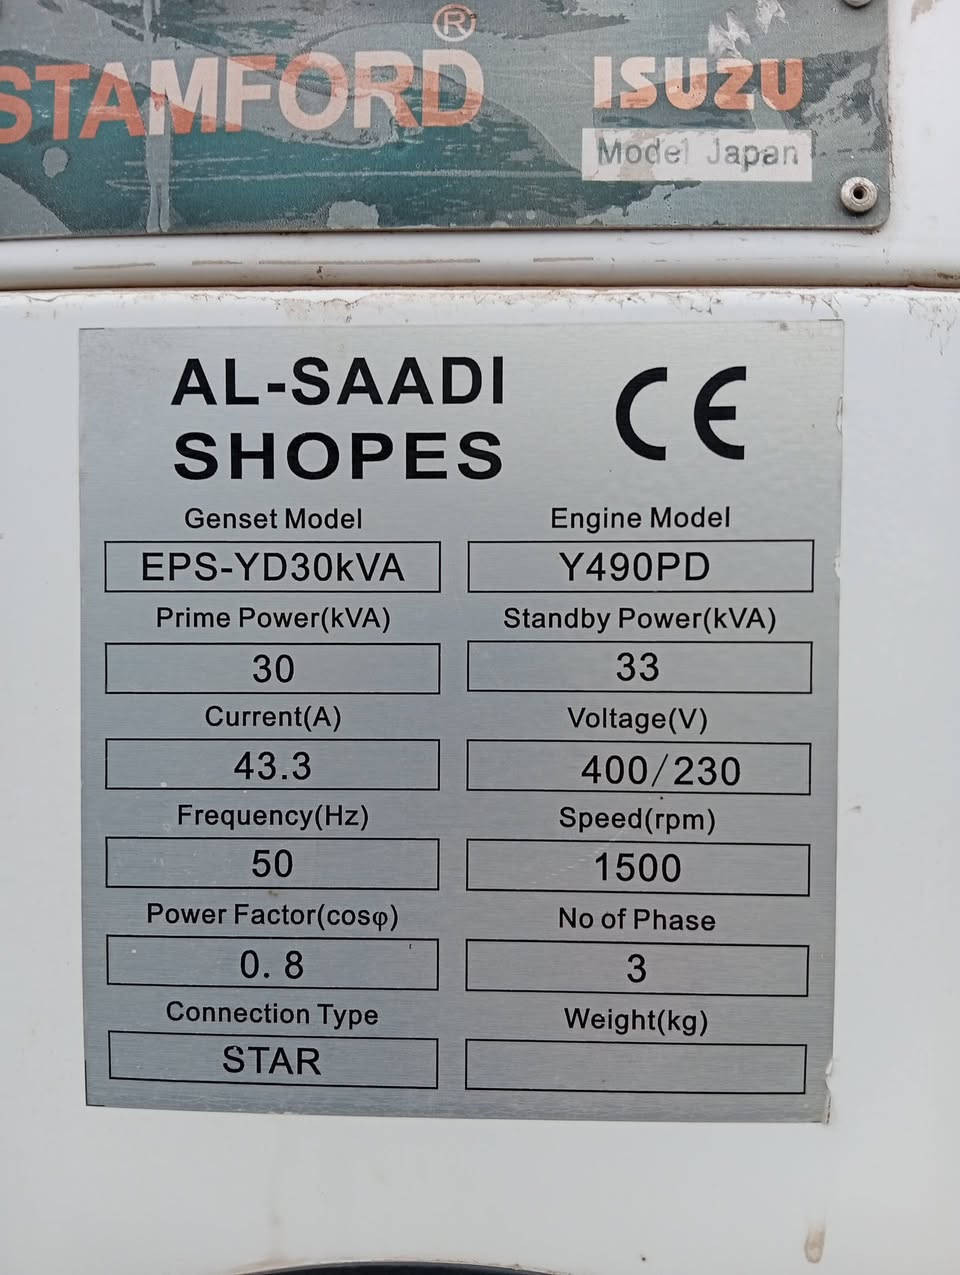 STAMFORD®
ISUZU
Model Japan
AL-SAADI
SHOPES
CE
Genset Model
EPS-YD30kVA
Engine Model
Y490PD
Prime Power(kVA)
30
Standby Power(kVA)
33
Current(A)
43.3
Voltage(V)
400/230
Frequency(Hz)
50
Speed(rpm)
1500
Power Factor(cosφ)
0. 8
No of Phase
3
Connection Type
STAR
Weight(kg)